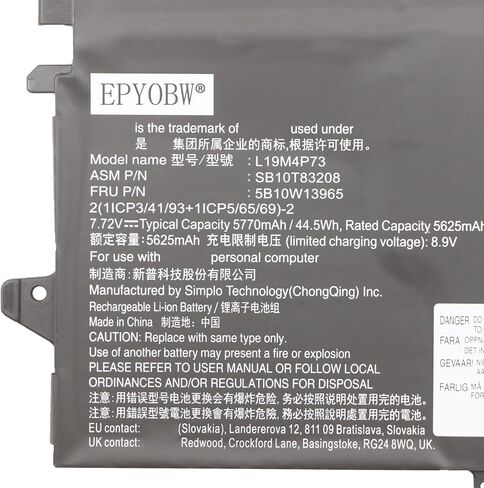 EPYOBW®
is the trademark of used under
是 集团所属企业的商标,根据许可使用.
Model name 型号/型號: L19M4P73
ASM P/N : SB10T83208
FRU P/N : 5B10W13965
2(1ICP3/41/93+1ICP5/65/69)-2
7.72V⎓Typical Capacity 5770mAh / 44.5Wh, Rated Capacity 5625mAh
额定容量:5625mAh 充电限制电压 (limited charging voltage): 8.9V
For use with personal computer
制造商:新普科技股份有限公司
Manufactured by Simplo Technology(ChongQing) Inc.
Rechargeable Li-ion Battery / 锂离子电池组
Made in China 制造地:中国
CAUTION: Replace with same type only.
Use of another battery may present a fire or explosion
PLEASE REFER TO USER MANUAL OR FOLLOW LOCAL
ORDINANCES AND/OR REGULATIONS FOR DISPOSAL
注意:用错误型号电池更换会有爆炸危险.务必按照说明处置用完的电池.
注意:用錯誤型號電池更換會有爆炸危險.務必按照說明處置用完的電池.
EU contact: (Slovakia), Landererova 12, 811 09 Bratislava, Slovakia
UK contact: Redwood, Crockford Lane, Basingstoke, RG24 8WQ, UK.
DANGER
FARA
GEVAAR!
FARLIG